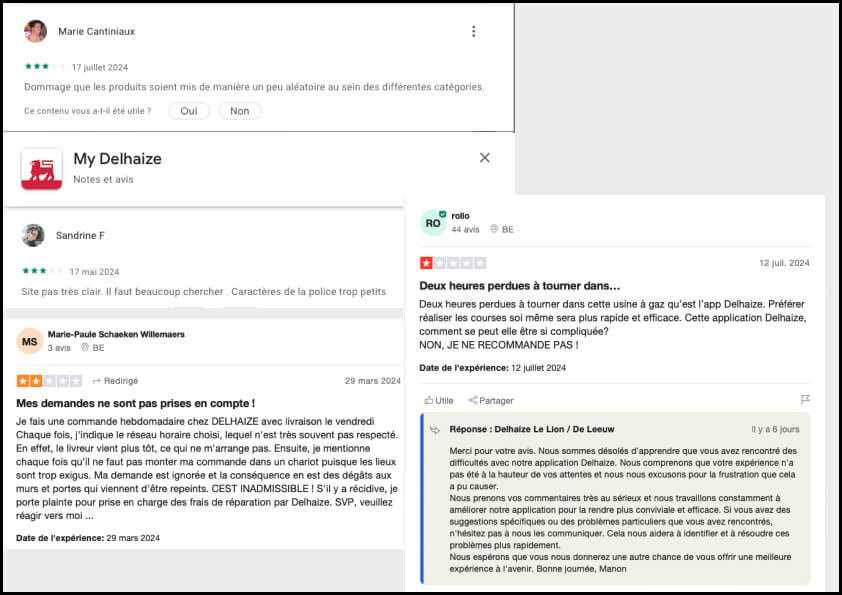 Marie Cantiniaux
17 juillet 2024
Dommage que les produits soient mis de manière un peu aléatoire au sein des différentes catégories.
Ce contenu vous a-t-il été utile ?
Oui
Non
My Delhaize
Notes et avis
Sandrine F
17 mai 2024
Site pas très clair. Il faut beaucoup chercher . Caractères de la police trop petits
MS
Marie-Paule Schaeken Willemaers
3 avis
BE
Redirigé
29 mars 2024
Mes demandes ne sont pas prises en compte !
Je fais une commande hebdomadaire chez DELHAIZE avec livraison le vendredi
Chaque fois, j'indique le réseau horaire choisi, lequel n'est très souvent pas respecté.
En effet, le livreur vient plus tôt, ce qui ne m'arrange pas. Ensuite, je mentionne
chaque fois qu'il ne faut pas monter ma commande dans un chariot puisque les lieux
sont trop exigus. Ma demande est ignorée et la conséquence en est des dégâts aux
murs et portes qui viennent d'être repeints. CEST INADMISSIBLE ! S'il y a récidive, je
porte plainte pour prise en charge des frais de réparation par Delhaize. SVP, veuillez
réagir vers moi ...
Date de l'expérience: 29 mars 2024
RO
rollo
44 avis
BE
12 juil. 2024
Deux heures perdues à tourner dans…
Deux heures perdues à tourner dans cette usine à gaz qu'est l'app Delhaize. Préférer
réaliser les courses soi même sera plus rapide et efficace. Cette application Delhaize,
comment se peut elle être si compliquée?
NON, JE NE RECOMMANDE PAS !
Date de l'expérience: 12 juillet 2024
Utile
Partager
Réponse : Delhaize Le Lion / De Leeuw
Il y a 6 jours
Merci pour votre avis. Nous sommes désolés d'apprendre que vous avez rencontré des
difficultés avec notre application Delhaize. Nous comprenons que votre expérience n'a
pas été à la hauteur de vos attentes et nous nous excusons pour la frustration que cela
a pu causer.
Nous prenons vos commentaires très au sérieux et nous travaillons constamment à
améliorer notre application pour la rendre plus conviviale et efficace. Si vous avez des
suggestions spécifiques ou des problèmes particuliers que vous avez rencontrés,
n'hésitez pas à nous les communiquer. Cela nous aidera à identifier et à résoudre ces
problèmes plus rapidement.
Nous espérons que vous nous donnerez une autre chance de vous offrir une meilleure
expérience à l'avenir. Bonne journée, Manon